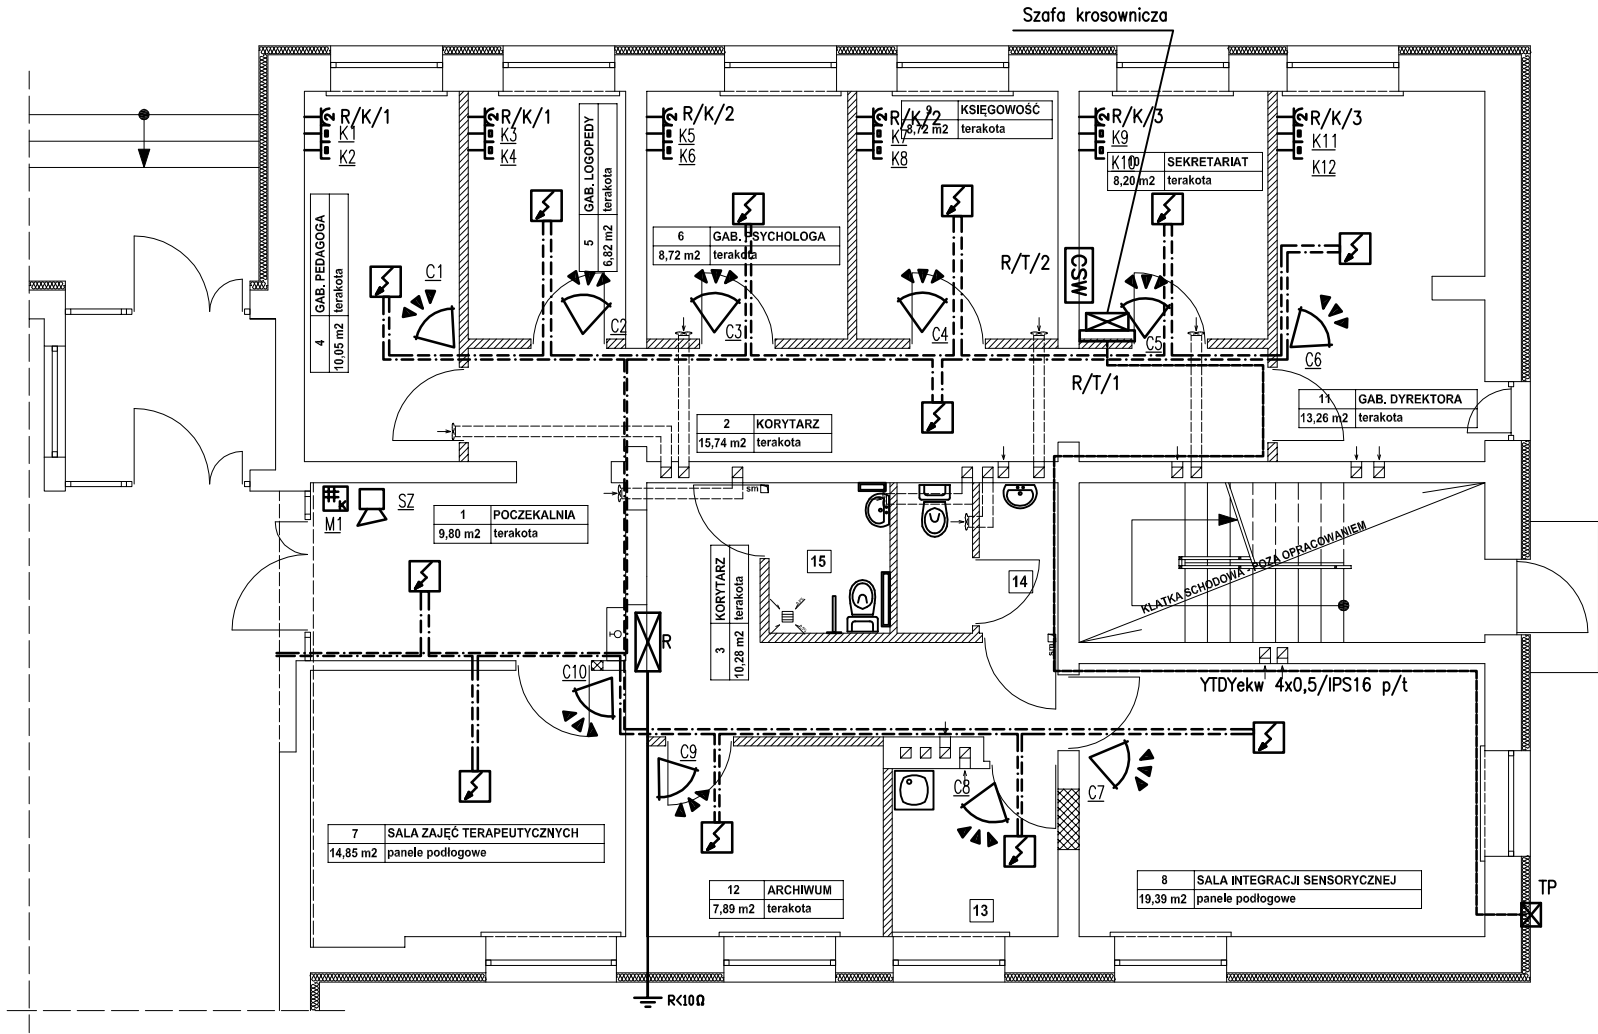 Szafa krosownicza
R/K/1
K1
K2
R/K/1
K3
K4
R/K/2
K5
K6
R/K/2
K7
K8
R/K/3
K9
K10
R/K/3
K11
K12
4 GAB. PEDAGOGA
10,05 m2 terakota
5 GAB. LOGOPEDY
6,82 m2 terakota
6 GAB. PSYCHOLOGA
8,72 m2 terakota
9 KSIĘGOWOŚĆ
8,72 m2 terakota
10 SEKRETARIAT
8,20 m2 terakota
C1
C2
C3
C4
C5
C6
R/T/2
CSW
R/T/1
11 GAB. DYREKTORA
13,26 m2 terakota
2 KORYTARZ
15,74 m2 terakota
M1
SZ
1 POCZEKALNIA
9,80 m2 terakota
sm
15
14
3 KORYTARZ
10,28 m2 terakota
R
sm
KLATKA SCHODOWA - POZA OPRACOWANIEM
YTDYekw 4x0,5/IPS16 p/t
C10
C9
C8
C7
7 SALA ZAJĘĆ TERAPEUTYCZNYCH
14,85 m2 panele podłogowe
12 ARCHIWUM
7,89 m2 terakota
13
8 SALA INTEGRACJI SENSORYCZNEJ
19,39 m2 panele podłogowe
TP
R<10Ω